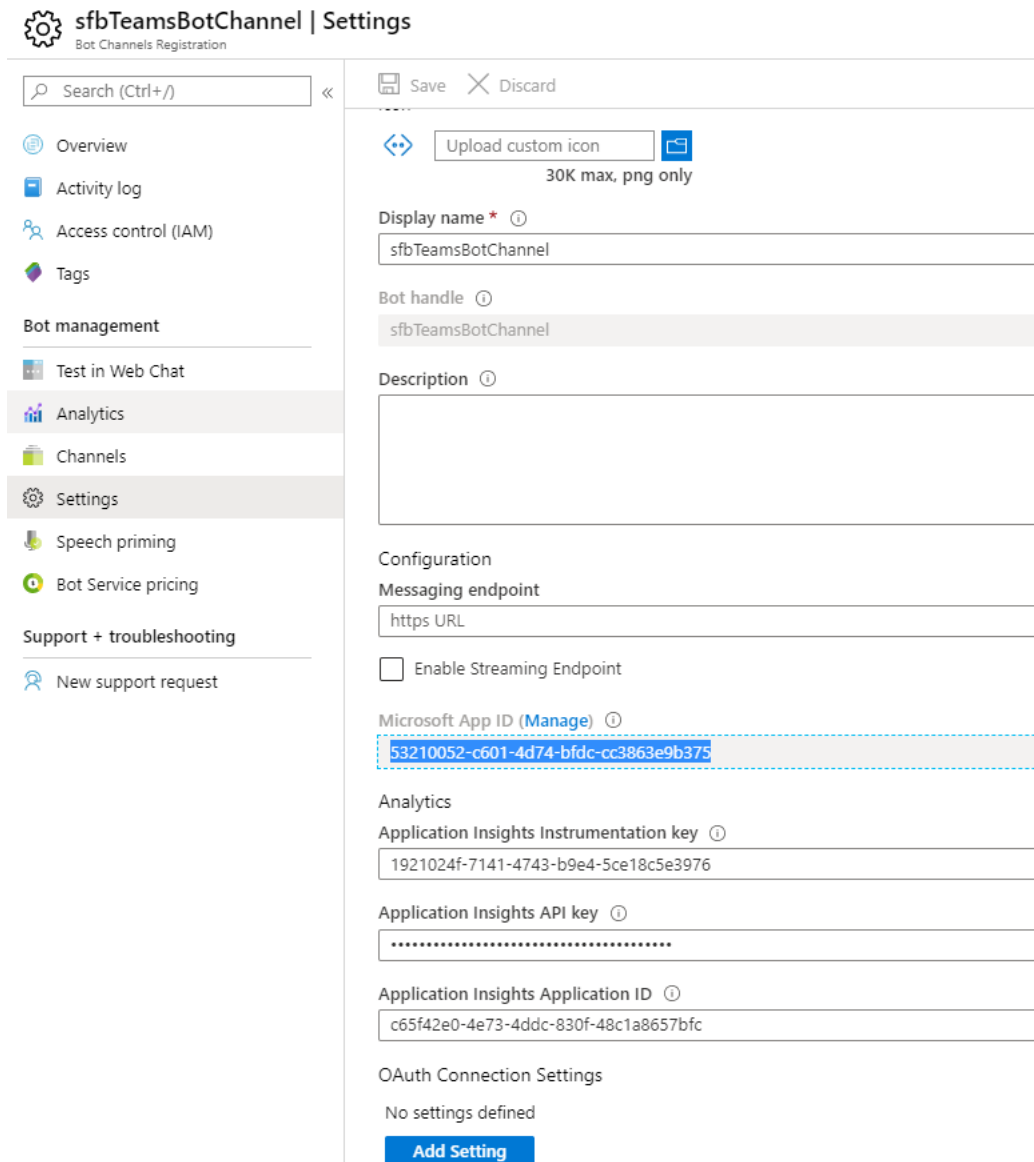 sfbTeamsBotChannel | Settings
Bot Channels Registration
Search (Ctrl+/)
«
Overview
Activity log
Access control (IAM)
Tags
Bot management
Test in Web Chat
Analytics
Channels
Settings
Speech priming
Bot Service pricing
Support + troubleshooting
New support request
Save
Discard
Upload custom icon
30K max, png only
Display name *
sfbTeamsBotChannel
Bot handle
sfbTeamsBotChannel
Description
Configuration
Messaging endpoint
https URL
Enable Streaming Endpoint
Microsoft App ID (Manage)
53210052-c601-4d74-bfdc-cc3863e9b375
Analytics
Application Insights Instrumentation key
1921024f-7141-4743-b9e4-5ce18c5e3976
Application Insights API key
••••••••••••••••••••••••••••••••••••••••
Application Insights Application ID
c65f42e0-4e73-4ddc-830f-48c1a8657bfc
OAuth Connection Settings
No settings defined
Add Setting